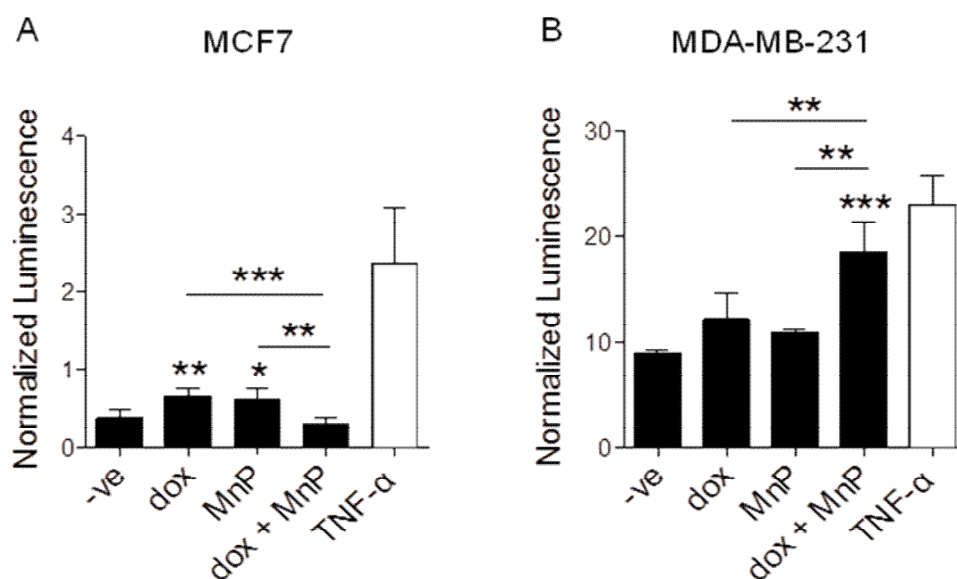 A
MCF7
Normalized Luminescence
4
3
2
1
0
***
**
**
*
-ve
dox
MnP
dox + MnP
TNF-α
B
MDA-MB-231
Normalized Luminescence
30
20
10
0
**
**
***
-ve
dox
MnP
dox + MnP
TNF-α